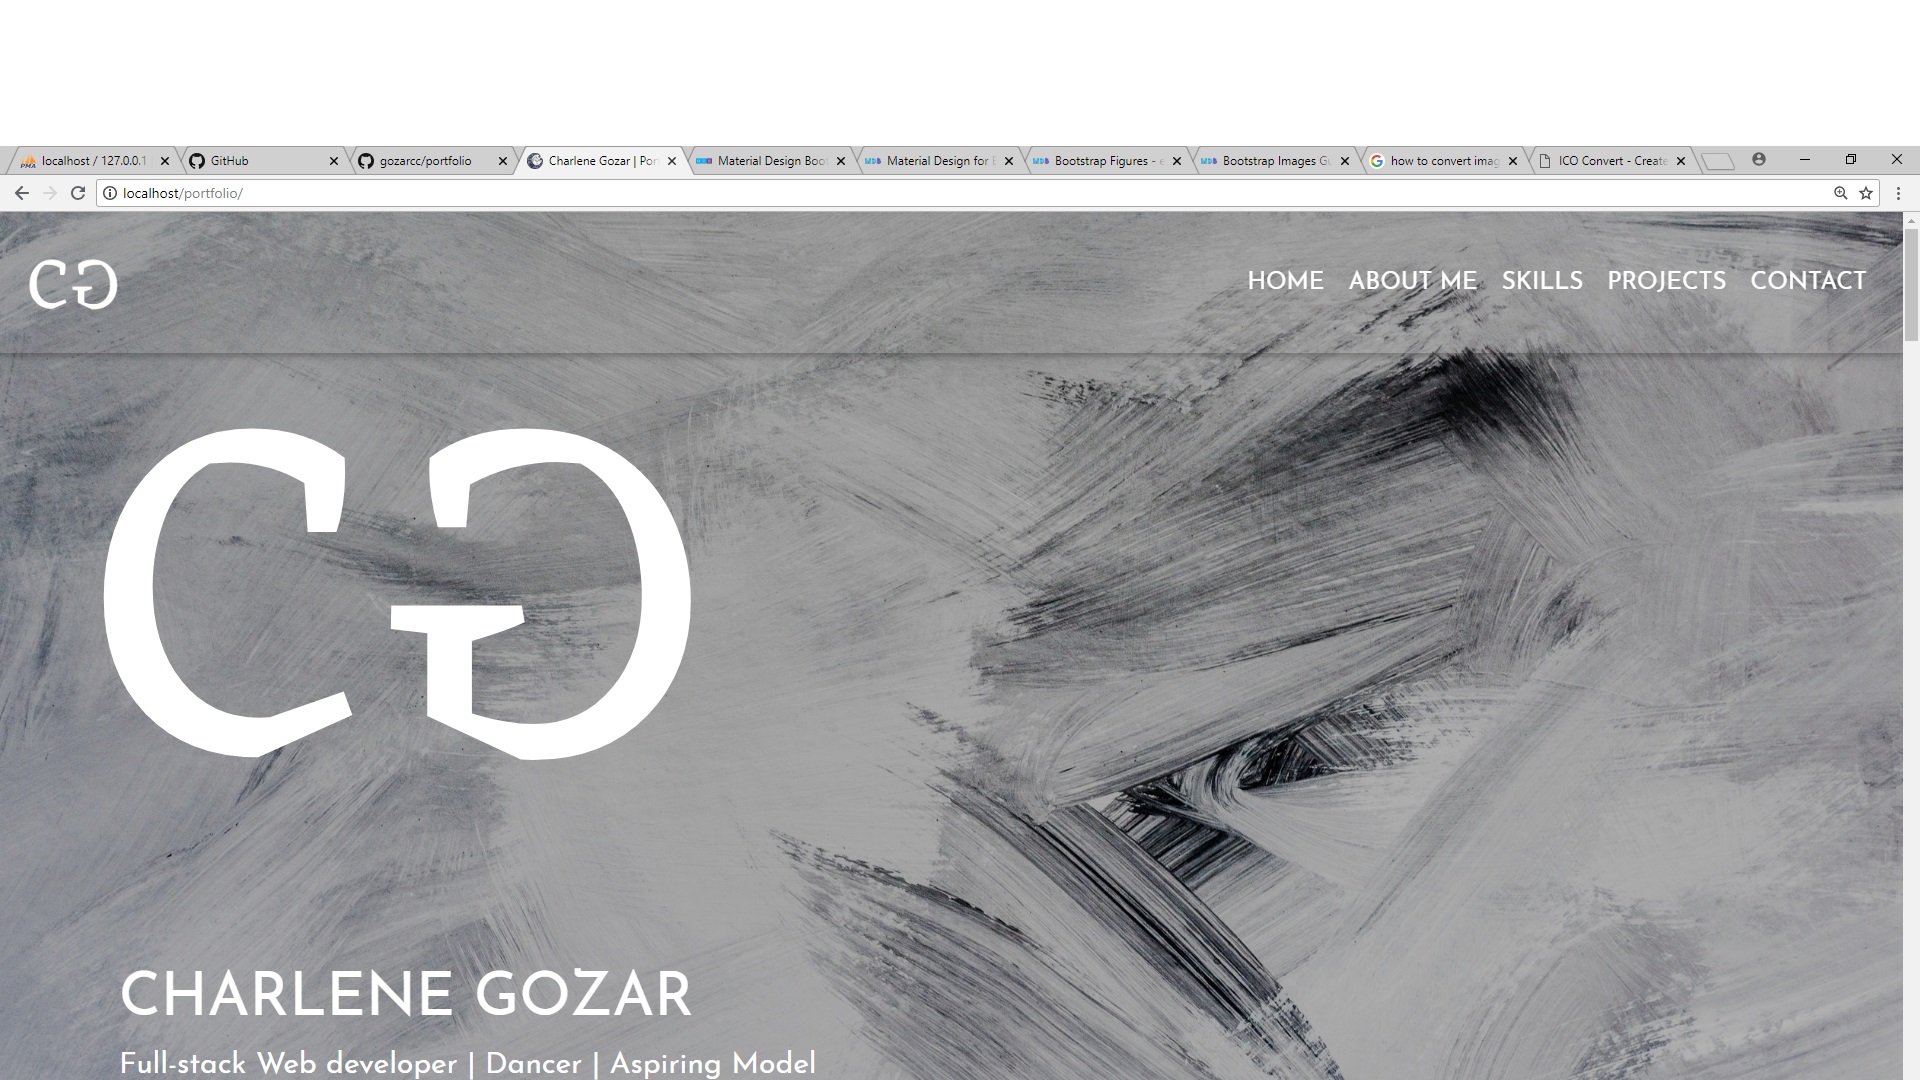 localhost / 127.0.0.1
GitHub
gozarcc/portfolio
Charlene Gozar | Por
Material Design Boot
Material Design for B
Bootstrap Figures - e
Bootstrap Images Gu
how to convert imag
ICO Convert - Create
localhost/portfolio/
CG
HOME ABOUT ME SKILLS PROJECTS CONTACT
CG
CHARLENE GOZAR
Full-stack Web developer | Dancer | Aspiring Model